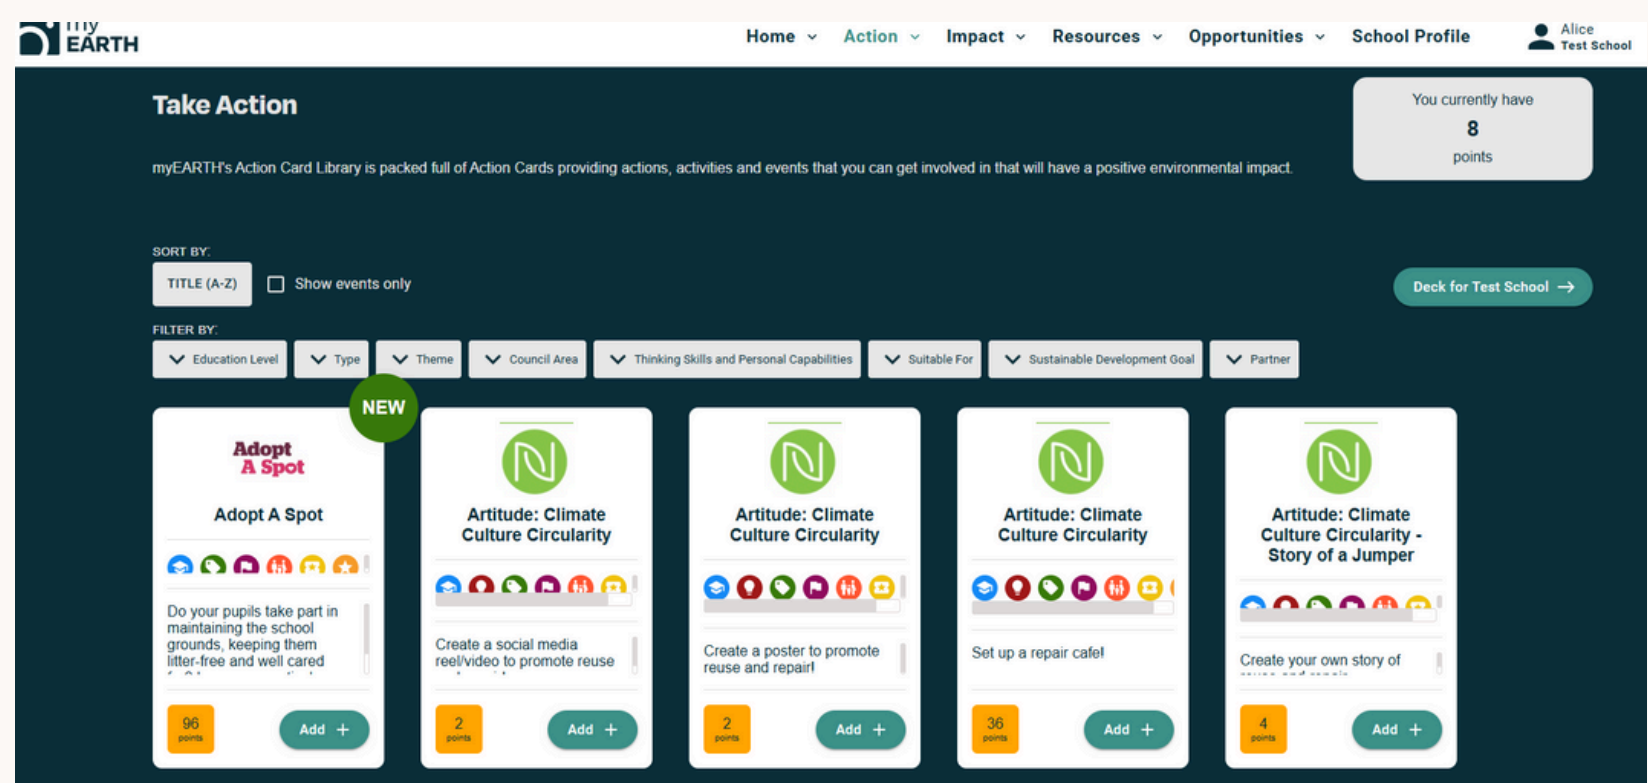 my
EARTH
Home Action Impact Resources Opportunities School Profile
Alice
Test School
Take Action
You currently have
8
points
myEARTH's Action Card Library is packed full of Action Cards providing actions, activities and events that you can get involved in that will have a positive environmental impact.
SORT BY:
TITLE (A-Z) Show events only
Deck for Test School →
FILTER BY:
Education Level Type Theme Council Area Thinking Skills and Personal Capabilities Suitable For Sustainable Development Goal Partner
NEW
Adopt
A Spot
Adopt A Spot
Do your pupils take part in
maintaining the school
grounds, keeping them
litter-free and well cared
96
points
Add +
N
Artitude: Climate
Culture Circularity
Create a social media
reel/video to promote reuse
2
points
Add +
N
Artitude: Climate
Culture Circularity
Create a poster to promote
reuse and repair!
2
points
Add +
N
Artitude: Climate
Culture Circularity
Set up a repair cafe!
36
points
Add +
N
Artitude: Climate
Culture Circularity -
Story of a Jumper
Create your own story of
reuse and repair
4
points
Add +